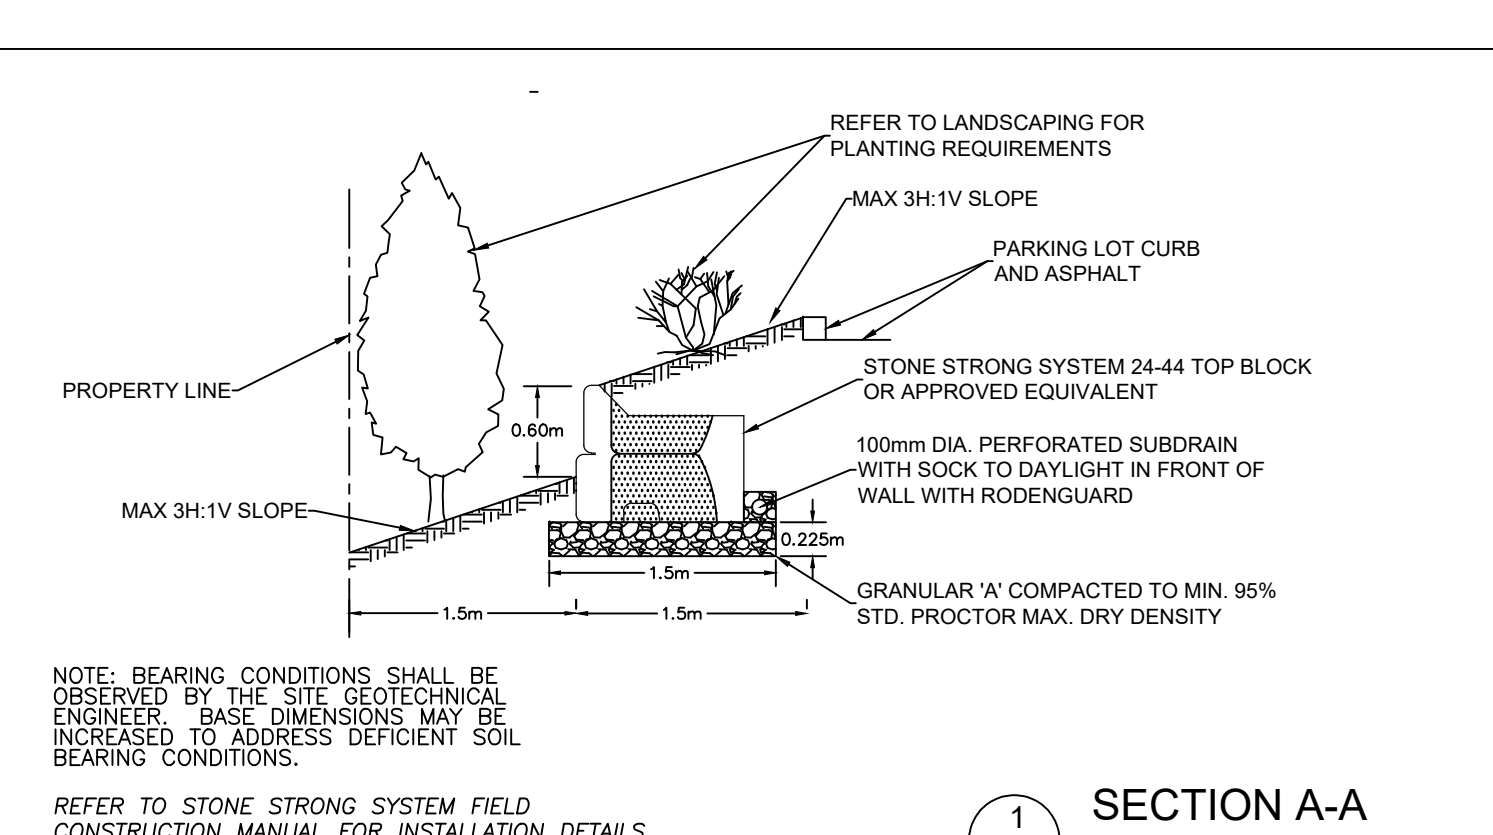 REFER TO LANDSCAPING FOR
PLANTING REQUIREMENTS
MAX 3H:1V SLOPE
PARKING LOT CURB
AND ASPHALT
STONE STRONG SYSTEM 24-44 TOP BLOCK
OR APPROVED EQUIVALENT
PROPERTY LINE
0.60m
100mm DIA. PERFORATED SUBDRAIN
WITH SOCK TO DAYLIGHT IN FRONT OF
WALL WITH RODENGUARD
MAX 3H:1V SLOPE
0.225m
1.5m
GRANULAR 'A' COMPACTED TO MIN. 95%
STD. PROCTOR MAX. DRY DENSITY
1.5m
1.5m
NOTE: BEARING CONDITIONS SHALL BE
OBSERVED BY THE SITE GEOTECHNICAL
ENGINEER. BASE DIMENSIONS MAY BE
INCREASED TO ADDRESS DEFICIENT SOIL
BEARING CONDITIONS.
REFER TO STONE STRONG SYSTEM FIELD
CONSTRUCTION MANUAL FOR INSTALLATION DETAILS
1
SECTION A-A